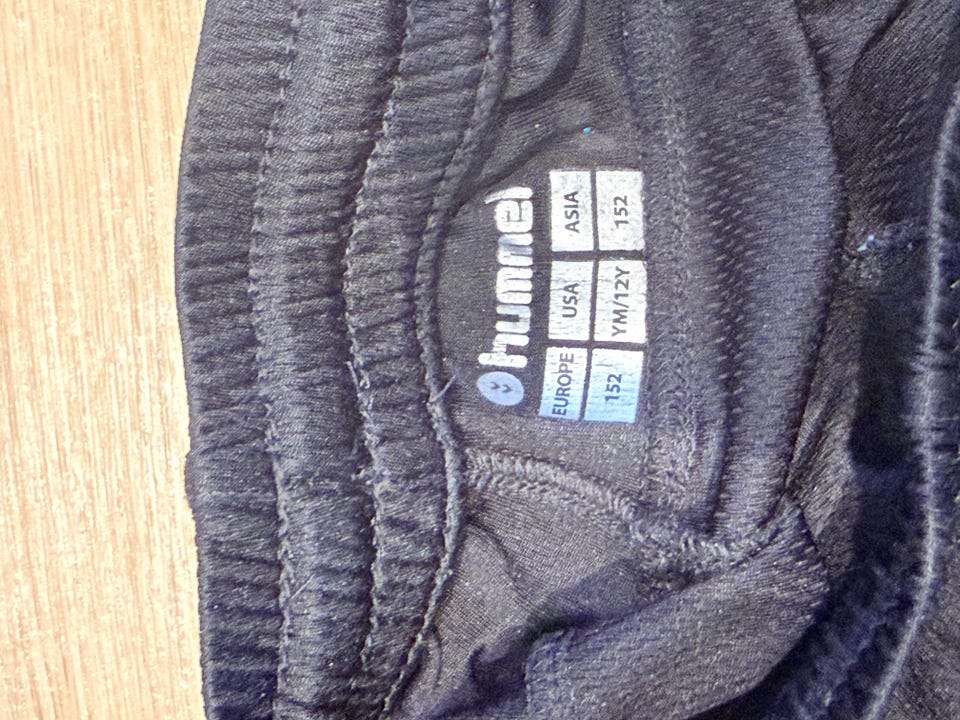 hummel
EUROPE USA ASIA
152 YM/12Y 152